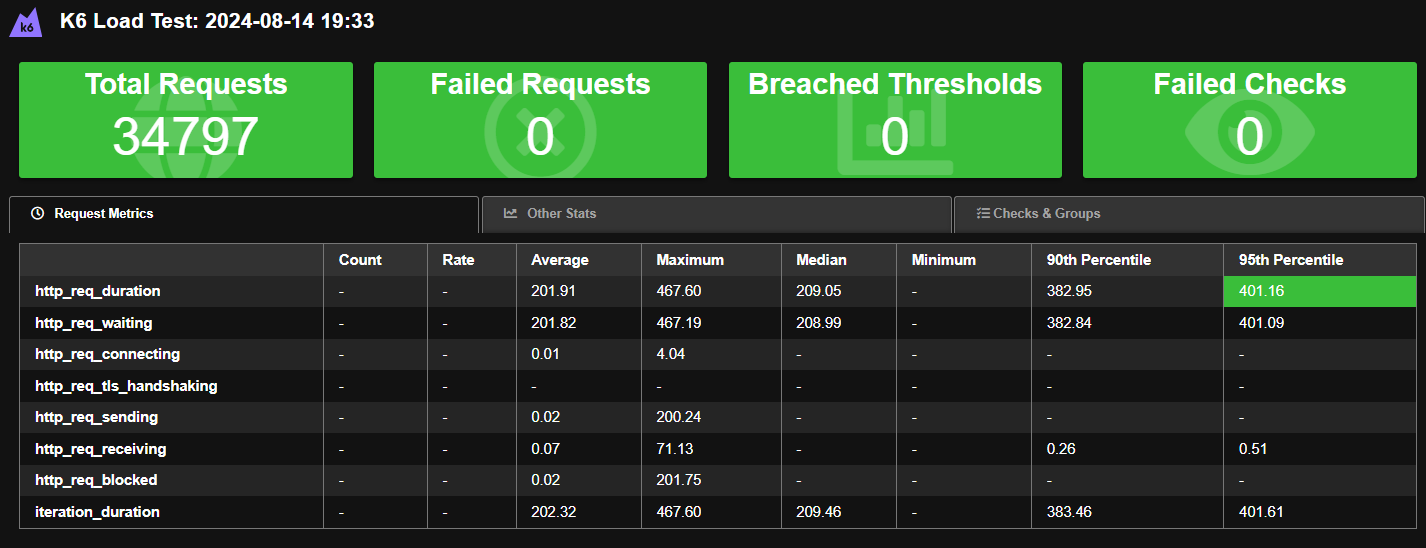 k6 K6 Load Test: 2024-08-14 19:33
Total Requests Failed Requests Breached Thresholds Failed Checks
34797 0 0 0
Request Metrics Other Stats Checks & Groups
Count Rate Average Maximum Median Minimum 90th Percentile 95th Percentile
http_req_duration - - 201.91 467.60 209.05 - 382.95 401.16
http_req_waiting - - 201.82 467.19 208.99 - 382.84 401.09
http_req_connecting - - 0.01 4.04 - - - -
http_req_tls_handshaking - - - - - - - -
http_req_sending - - 0.02 200.24 - - - -
http_req_receiving - - 0.07 71.13 - - 0.26 0.51
http_req_blocked - - 0.02 201.75 - - - -
iteration_duration - - 202.32 467.60 209.46 - 383.46 401.61